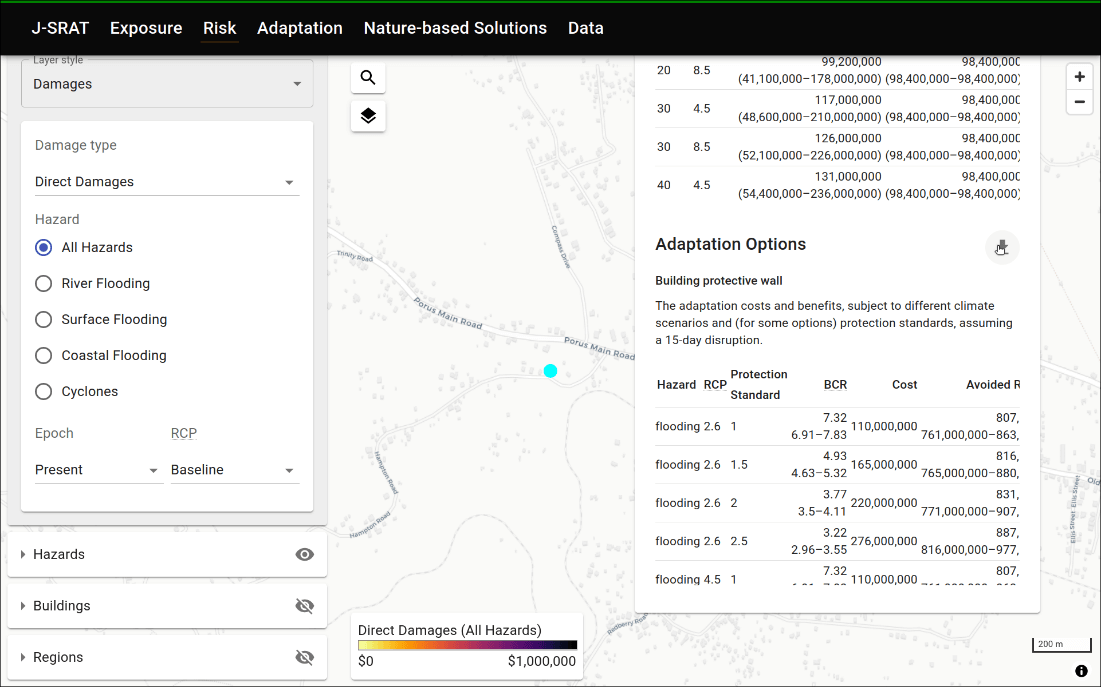 J-SRAT Exposure Risk Adaptation Nature-based Solutions Data
Layer style
Damages
Damage type
Direct Damages
Hazard
All Hazards
River Flooding
Surface Flooding
Coastal Flooding
Cyclones
Epoch RCP
Present Baseline
Hazards
Buildings
Regions
Trinity Road
Compass Drive
Porus Main Road
Porus Main Road
Hampton Road
Hampton Road
Redberry Road
Direct Damages (All Hazards)
$0 $1,000,000
99,200,000 98,400,000
20 8.5
(41,100,000–178,000,000) (98,400,000–98,400,000)
117,000,000 98,400,000
30 4.5
(48,600,000–210,000,000) (98,400,000–98,400,000)
126,000,000 98,400,000
30 8.5
(52,100,000–226,000,000) (98,400,000–98,400,000)
131,000,000 98,400,000
40 4.5
(54,400,000–236,000,000) (98,400,000–98,400,000)
Adaptation Options
Building protective wall
The adaptation costs and benefits, subject to different climate
scenarios and (for some options) protection standards, assuming
a 15-day disruption.
Hazard RCP Protection Standard BCR Cost Avoided R
7.32 807,
flooding 2.6 1 110,000,000
6.91–7.83 761,000,000–863,
4.93 816,
flooding 2.6 1.5 165,000,000
4.63–5.32 765,000,000–880,
3.77 831,
flooding 2.6 2 220,000,000
3.5–4.11 771,000,000–907,
3.22 887,
flooding 2.6 2.5 276,000,000
2.96–3.55 816,000,000–977,
7.32 807,
flooding 4.5 1 110,000,000
+
−
Ellis Street
Ellis Street
Old
200 m